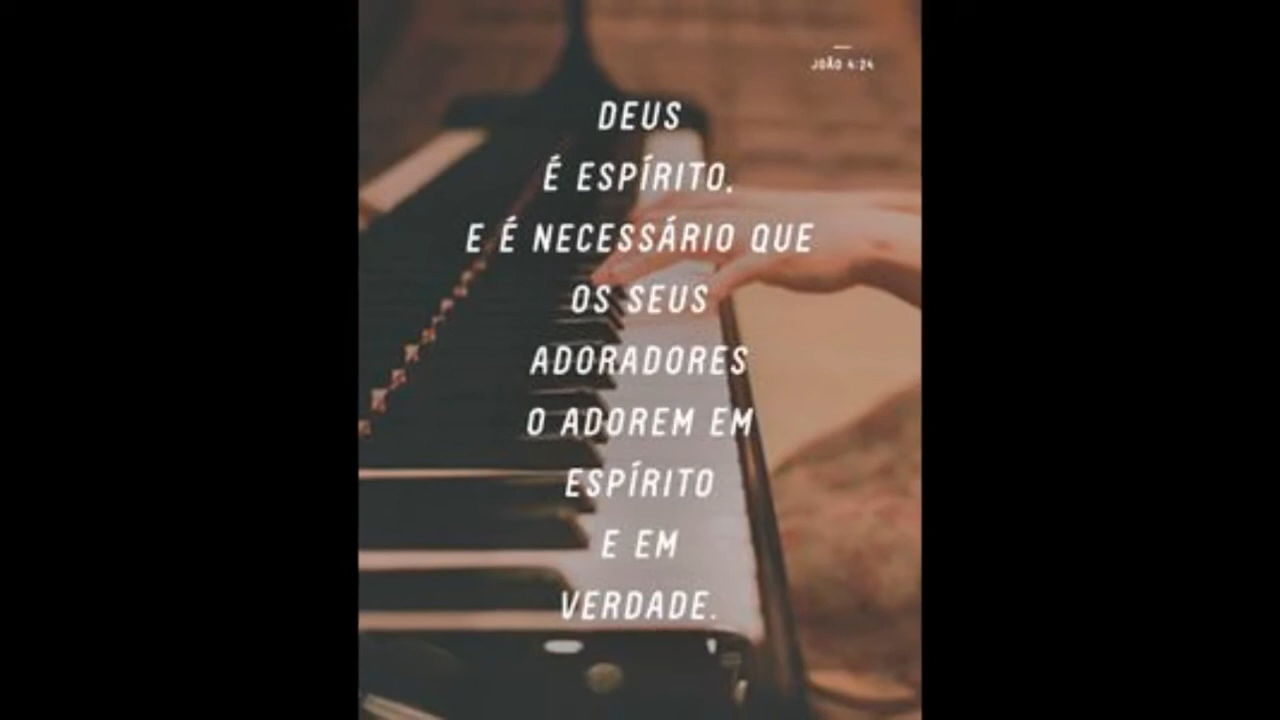 JOÃO 4:24
DEUS
É ESPÍRITO,
E É NECESSÁRIO QUE
OS SEUS
ADORADORES
O ADOREM EM
ESPÍRITO
E EM
VERDADE.